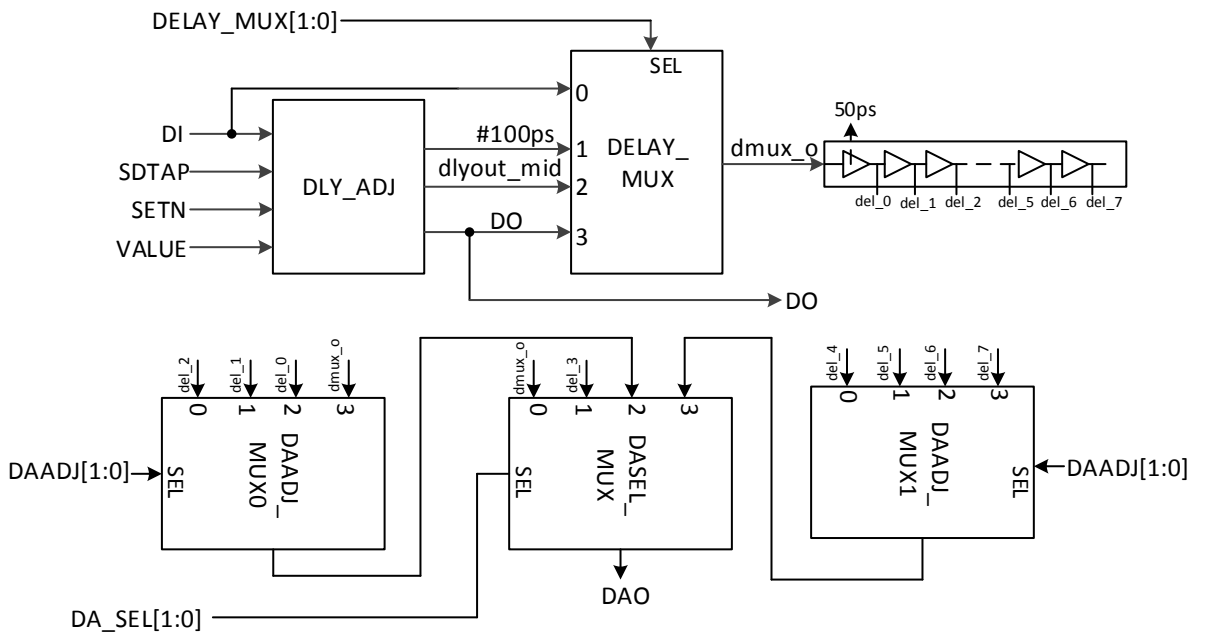 DELAY_MUX[1:0]
SEL
DI
SDTAP
SETN
VALUE
DLY_ADJ
#100ps
dlyout_mid
DO
0
1
2
3
DELAY_
MUX
dmux_o
50ps
del_0
del_1
del_2
del_5
del_6
del_7
DO
del_2
del_1
del_0
dmux_o
0
1
2
3
DAADJ[1:0]
SEL
DAADJ_
MUX0
dmux_o
del_3
0
1
2
3
DASEL_
MUX
DAO
DA_SEL[1:0]
del_4
del_5
del_6
del_7
0
1
2
3
DAADJ_
MUX1
SEL
DAADJ[1:0]